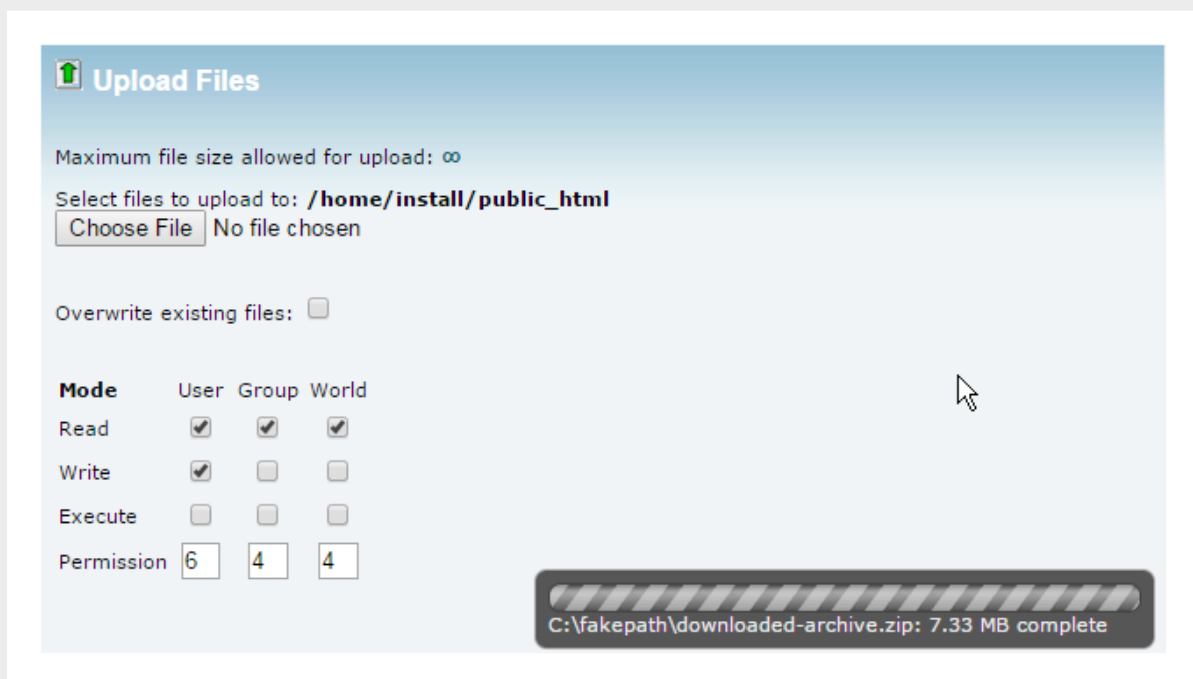 Upload Files
Maximum file size allowed for upload: ∞
Select files to upload to: /home/install/public_html
Choose File No file chosen
Overwrite existing files:
Mode User Group World
Read
Write
Execute
Permission 6 4 4
C:\fakepath\downloaded-archive.zip: 7.33 MB complete